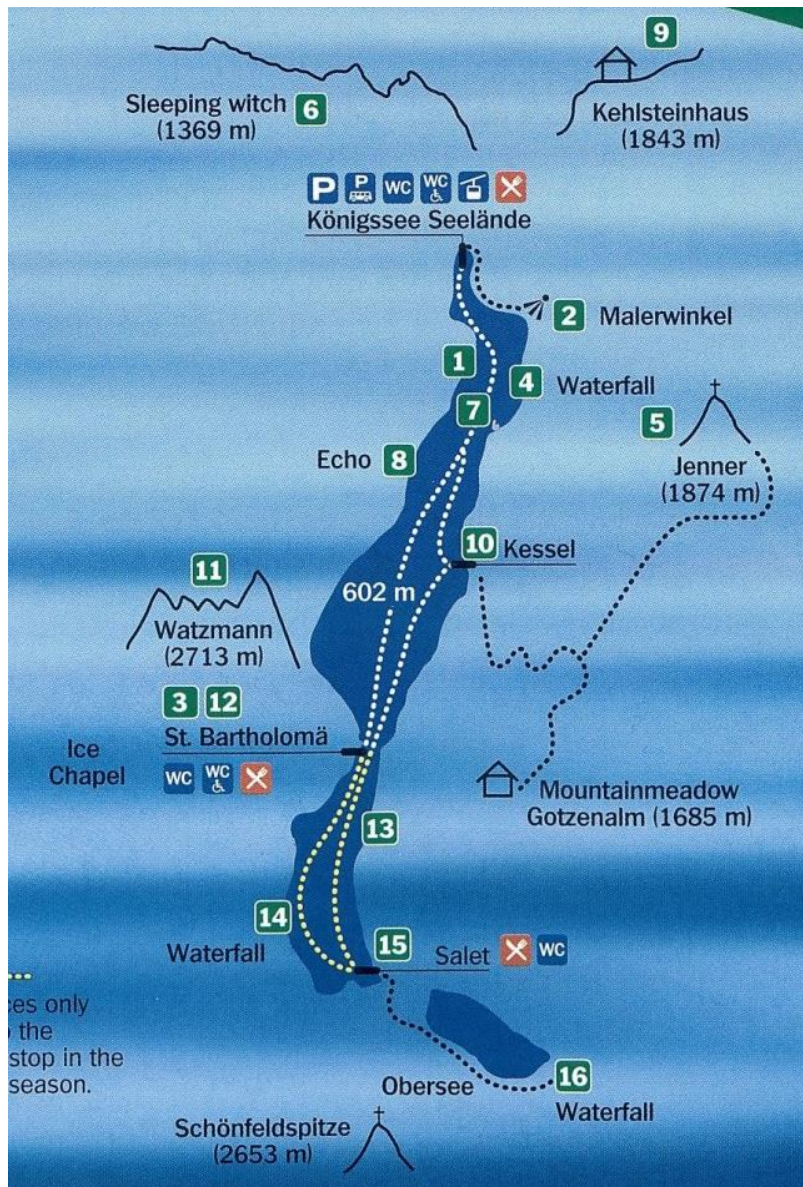 9
Sleeping witch 6
(1369 m)
Kehlsteinhaus
(1843 m)
P P WC WC
Königssee Seelände
2 Malerwinkel
1
4 Waterfall
7
5
Echo 8
Jenner
(1874 m)
10 Kessel
11
602 m
Watzmann
(2713 m)
3 12
St. Bartholomä
Ice
Chapel
WC WC
Mountainmeadow
Gotzenalm (1685 m)
13
14
Waterfall
15
Salet WC
ces only
the
stop in the
season.
Obersee
16
Waterfall
Schönfeldspitze
(2653 m)